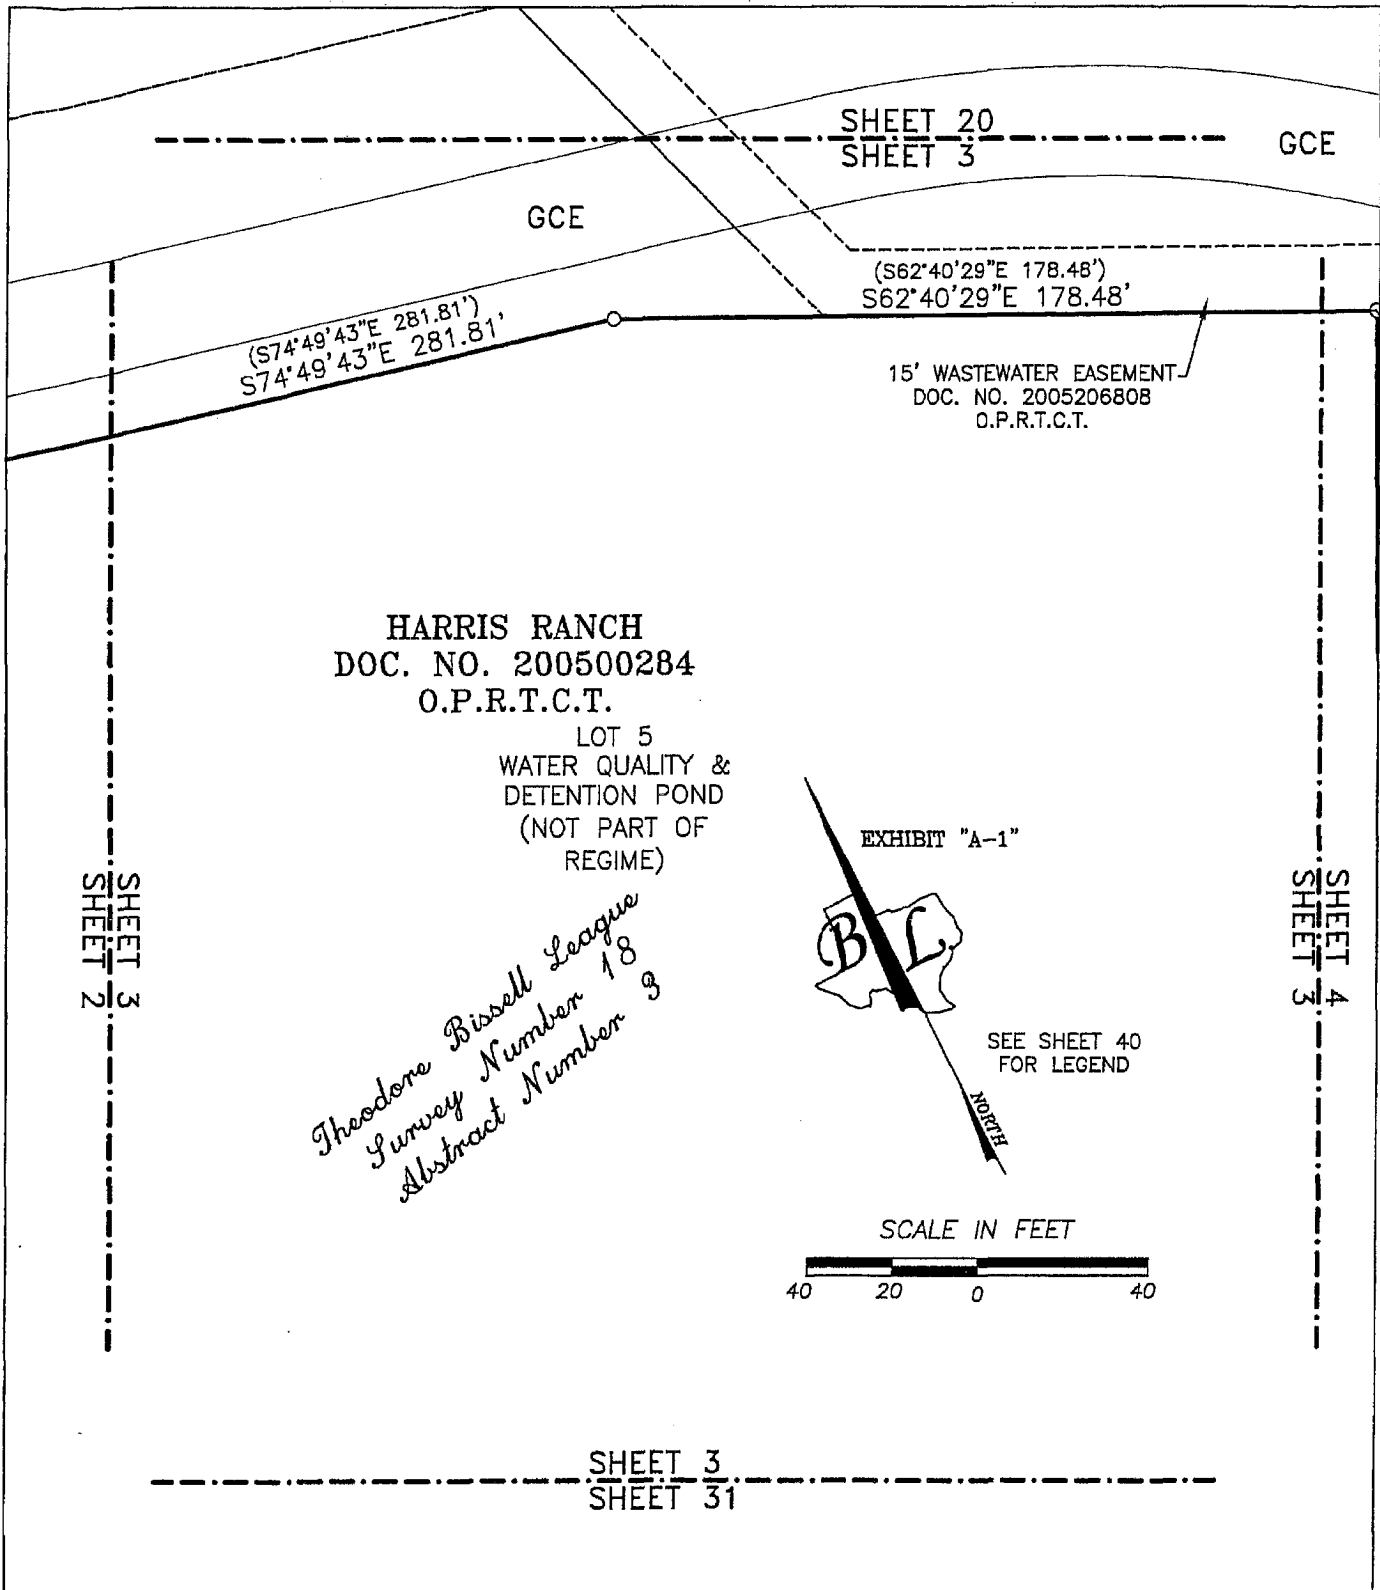 SHEET 20
SHEET 3
GCE
GCE
(S62°40'29"E 178.48')
S62°40'29"E 178.48'
(S74°49'43"E 281.81')
S74°49'43"E 281.81'
15' WASTEWATER EASEMENT
DOC. NO. 2005206808
O.P.R.T.C.T.
HARRIS RANCH
DOC. NO. 200500284
O.P.R.T.C.T.
LOT 5
WATER QUALITY &
DETENTION POND
(NOT PART OF
REGIME)
EXHIBIT "A-1"
SHEET 3
SHEET 2
SHEET 4
SHEET 3
B L
Theodore Bissell League
Survey Number 18
Abstract Number 3
SEE SHEET 40
FOR LEGEND
NORTH
SCALE IN FEET
40 20 0 40
SHEET 3
SHEET 31